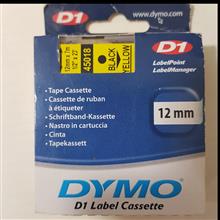 D1
www.dymo.com
D1
LabelPoint
LabelManager
12mm x 7m
1/2" x 23'
45018
BLACK
YELLOW
- Tape Cassette
- Cassette de ruban
à étiqueter
- Schriftband-Kassette
- Nastro in cartuccia
- Cinta
- Tapekassett
12 mm
DYMO
D1 Label Cassette